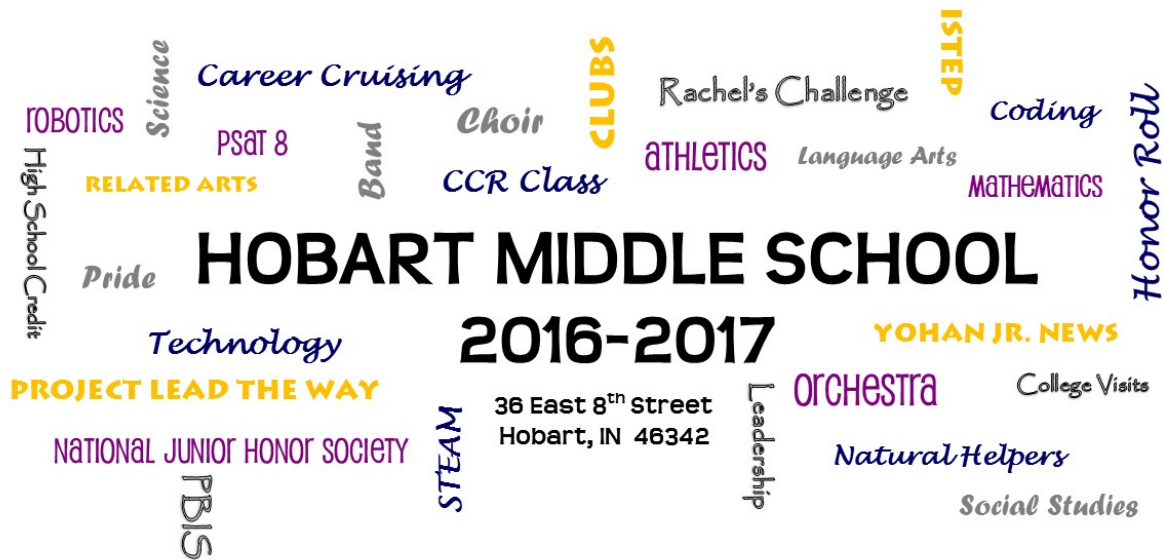 ISTEP
CLUBS
Science
Career Cruising
Rachel's Challenge
Honor Roll
Coding
ROBOTICS
Choir
PSAT 8
Band
ATHLETICS
Language Arts
High School Credit
RELATED ARTS
CCR Class
MATHEMATICS
HOBART MIDDLE SCHOOL
Pride
2016-2017
YOHAN JR. NEWS
Technology
PROJECT LEAD THE WAY
Leadership
ORCHESTRA
College Visits
36 East 8th Street
Hobart, IN 46342
STEAM
NATIONAL JUNIOR HONOR SOCIETY
Natural Helpers
PBIS
Social Studies